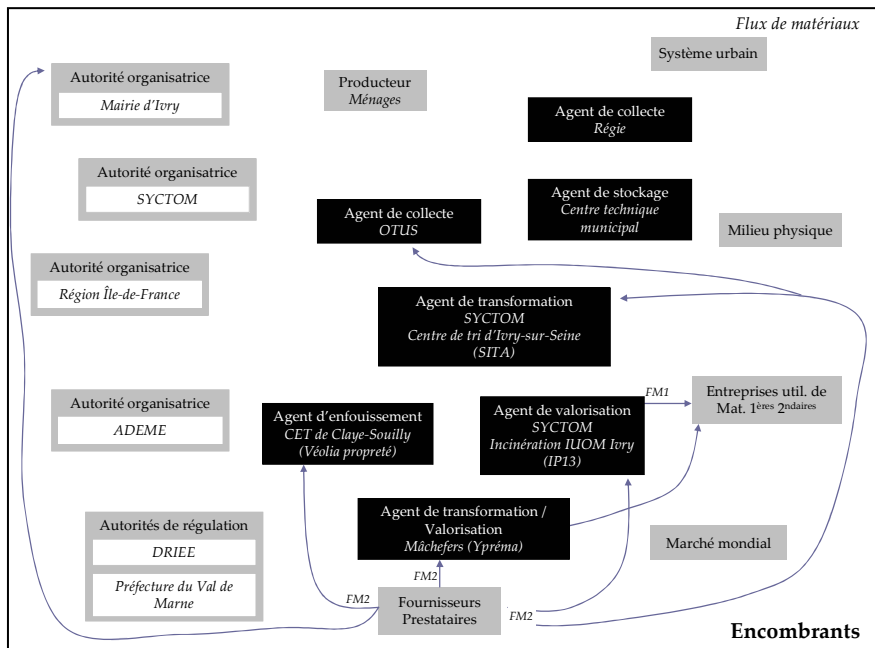 Flux de matériaux
Système urbain
Autorité organisatrice
Mairie d'Ivry
Producteur
Ménages
Agent de collecte
Régie
Autorité organisatrice
SYCTOM
Agent de collecte
OTUS
Agent de stockage
Centre technique
municipal
Milieu physique
Autorité organisatrice
Région Île-de-France
Agent de transformation
SYCTOM
Centre de tri d'Ivry-sur-Seine
(SITA)
Autorité organisatrice
ADEME
Agent d'enfouissement
CET de Claye-Souilly
(Véolia propreté)
Agent de valorisation
SYCTOM
Incinération IUOM Ivry
(IP13)
FM1
Entreprises util. de
Mat. 1ères 2ndaires
Autorités de régulation
DRIEE
Préfecture du Val de
Marne
Agent de transformation /
Valorisation
Mâchefers (Ypréma)
Marché mondial
FM2
FM2
Fournisseurs
Prestataires
FM2
Encombrants